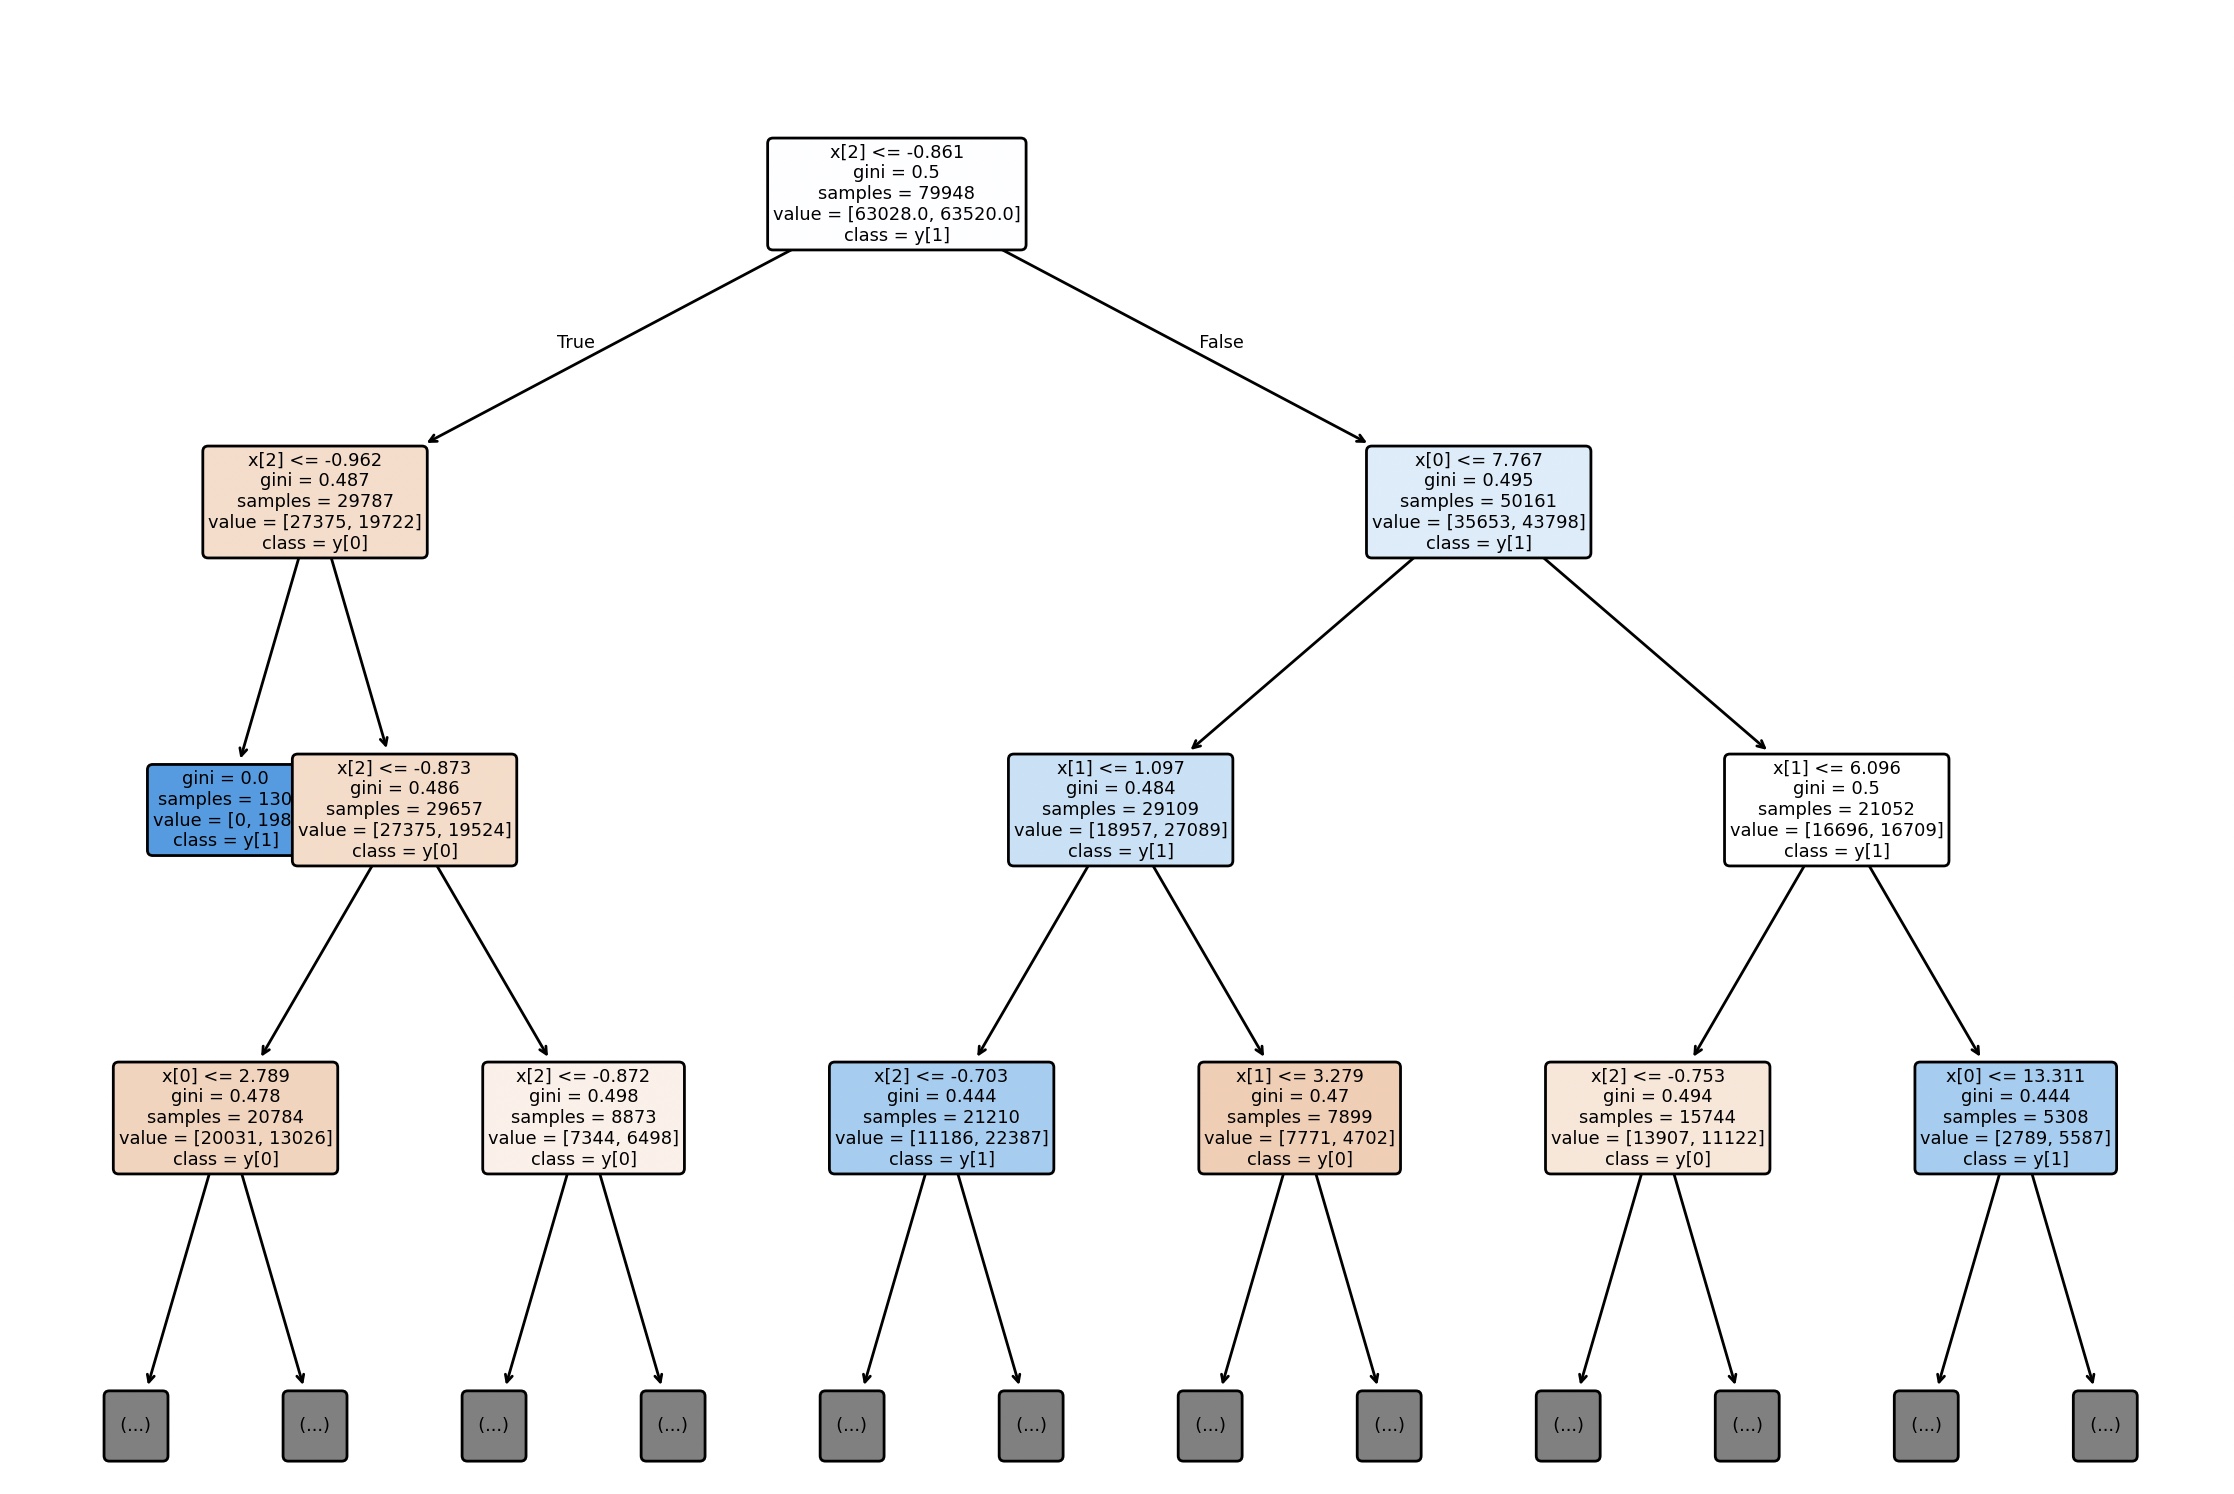 x[2] <= -0.861
gini = 0.5
samples = 79948
value = [63028.0, 63520.0]
class = y[1]
True
False
x[2] <= -0.962
gini = 0.487
samples = 29787
value = [27375, 19722]
class = y[0]
x[0] <= 7.767
gini = 0.495
samples = 50161
value = [35653, 43798]
class = y[1]
gini = 0.0
samples = 130
value = [0, 198
class = y[1]
x[2] <= -0.873
gini = 0.486
samples = 29657
value = [27375, 19524]
class = y[0]
x[1] <= 1.097
gini = 0.484
samples = 29109
value = [18957, 27089]
class = y[1]
x[1] <= 6.096
gini = 0.5
samples = 21052
value = [16696, 16709]
class = y[1]
x[0] <= 2.789
gini = 0.478
samples = 20784
value = [20031, 13026]
class = y[0]
x[2] <= -0.872
gini = 0.498
samples = 8873
value = [7344, 6498]
class = y[0]
x[2] <= -0.703
gini = 0.444
samples = 21210
value = [11186, 22387]
class = y[1]
x[1] <= 3.279
gini = 0.47
samples = 7899
value = [7771, 4702]
class = y[0]
x[2] <= -0.753
gini = 0.494
samples = 15744
value = [13907, 11122]
class = y[0]
x[0] <= 13.311
gini = 0.444
samples = 5308
value = [2789, 5587]
class = y[1]
(...)
(...)
(...)
(...)
(...)
(...)
(...)
(...)
(...)
(...)
(...)
(...)